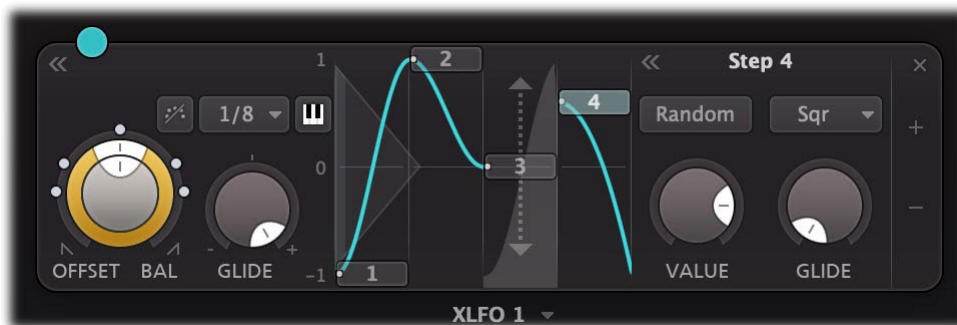 1
2
Step 4
1/8
4
Random
Sqr
0
3
-
+
OFFSET BAL
GLIDE
-1
1
VALUE
GLIDE
XLFO 1